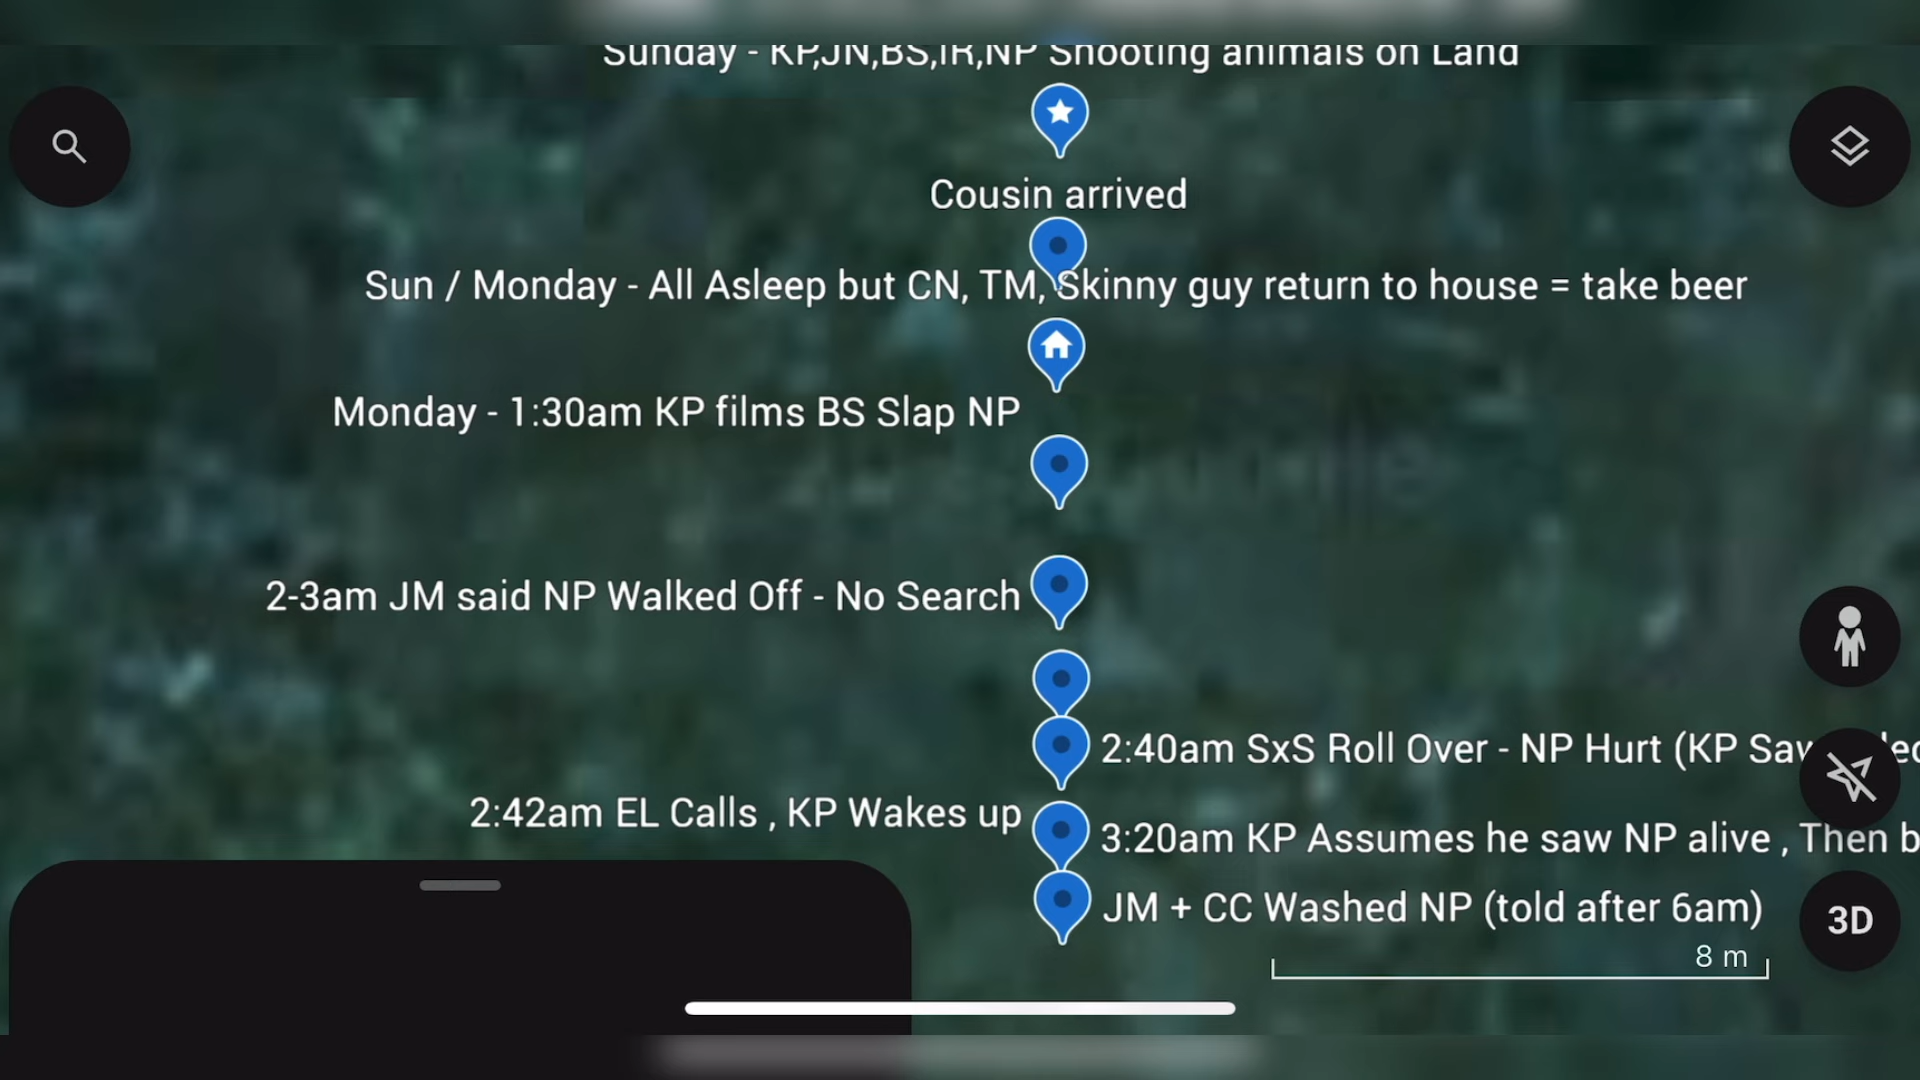 Sunday - KP,JN,BS,IR,NP Shooting animals on Land
Cousin arrived
Sun / Monday - All Asleep but CN, TM, Skinny guy return to house = take beer
Monday - 1:30am KP films BS Slap NP
2-3am JM said NP Walked Off - No Search
2:40am SxS Roll Over - NP Hurt (KP Saw
2:42am EL Calls , KP Wakes up
3:20am KP Assumes he saw NP alive , Then
JM + CC Washed NP (told after 6am)
8 m
3D